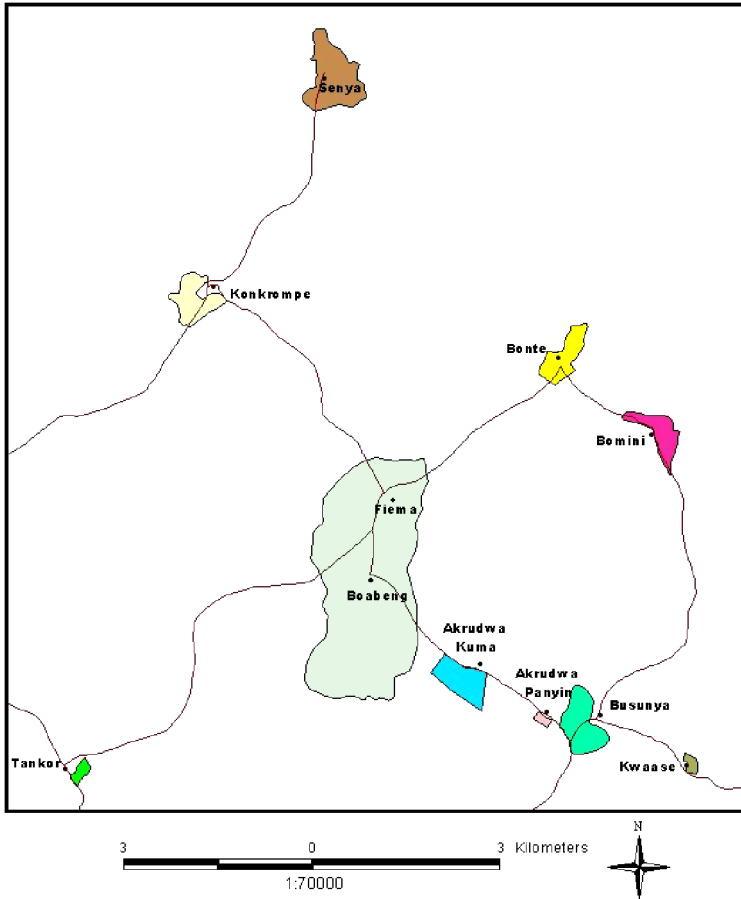 Senya
Konkrompe
Bonte
Bomini
Fiema
Boabeng
Akrudwa
Kuma
Akrudwa
Panyin
Busunya
Tankor
Kwaase
3 0 3 Kilometers
1:70000
N